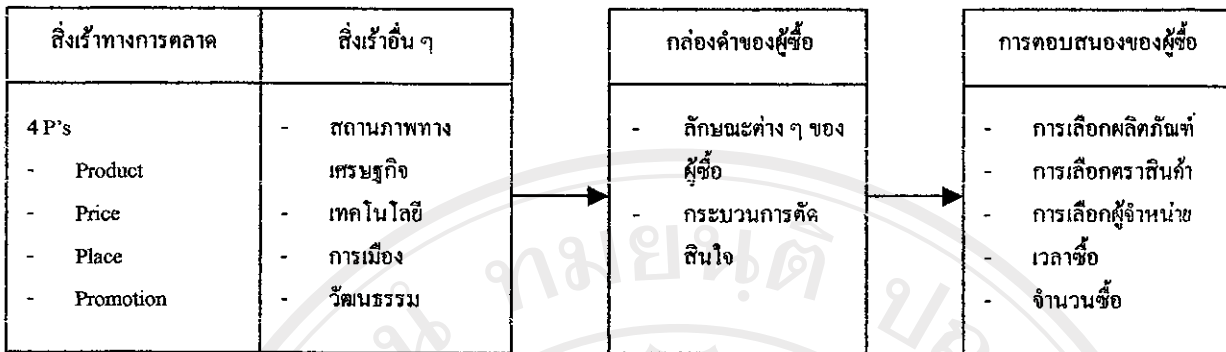 สิ่งเร้าทางการตลาด
สิ่งเร้าอื่น ๆ
4 P's
- Product
- Price
- Place
- Promotion
- สถานภาพทาง
เศรษฐกิจ
- เทคโนโลยี
- การเมือง
- วัฒนธรรม
กล่องดำของผู้ซื้อ
- ลักษณะต่าง ๆ ของ
ผู้ซื้อ
- กระบวนการตัด
สินใจ
การตอบสนองของผู้ซื้อ
- การเลือกผลิตภัณฑ์
- การเลือกตราสินค้า
- การเลือกผู้จำหน่าย
- เวลาซื้อ
- จำนวนซื้อ